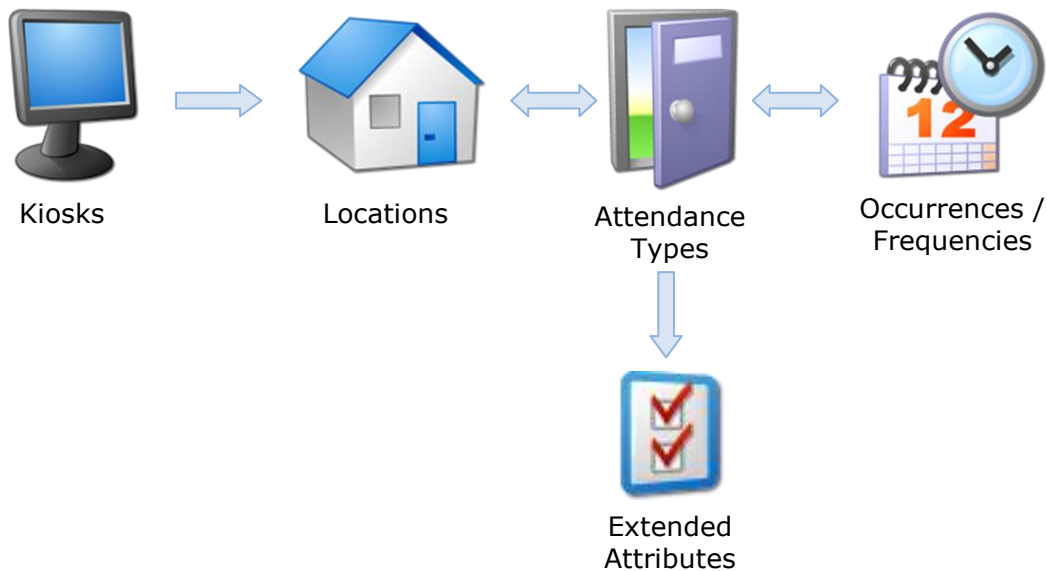 12
Kiosks
Locations
Attendance
Types
Occurrences /
Frequencies
Extended
Attributes